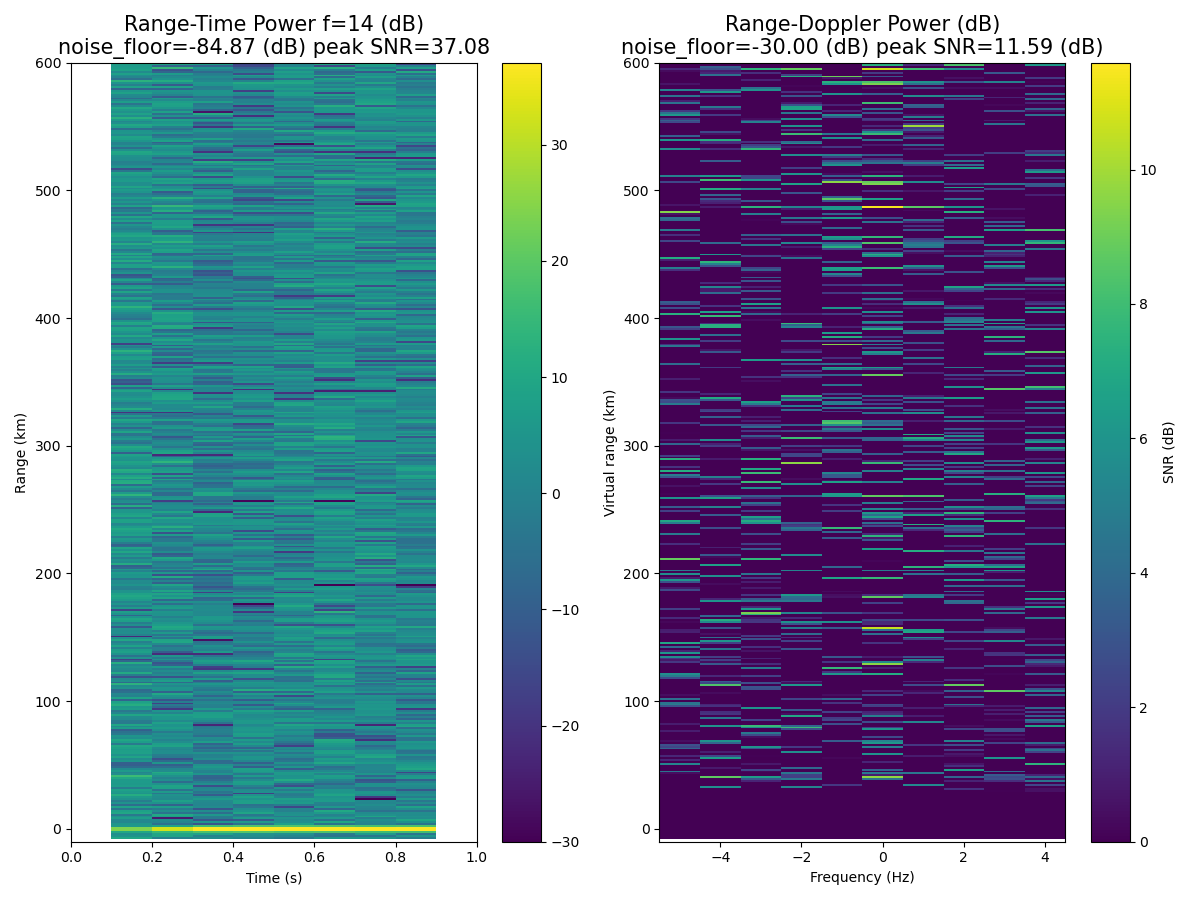 Range-Time Power f=14 (dB)
noise_floor=-84.87 (dB) peak SNR=37.08
Range-Doppler Power (dB)
noise_floor=-30.00 (dB) peak SNR=11.59 (dB)
600
500
400
300
200
100
0
Range (km)
0.0 0.2 0.4 0.6 0.8 1.0
Time (s)
30
20
10
0
−10
−20
−30
600
500
400
300
200
100
0
Virtual range (km)
−4 −2 0 2 4
Frequency (Hz)
10
8
6
4
2
0
SNR (dB)